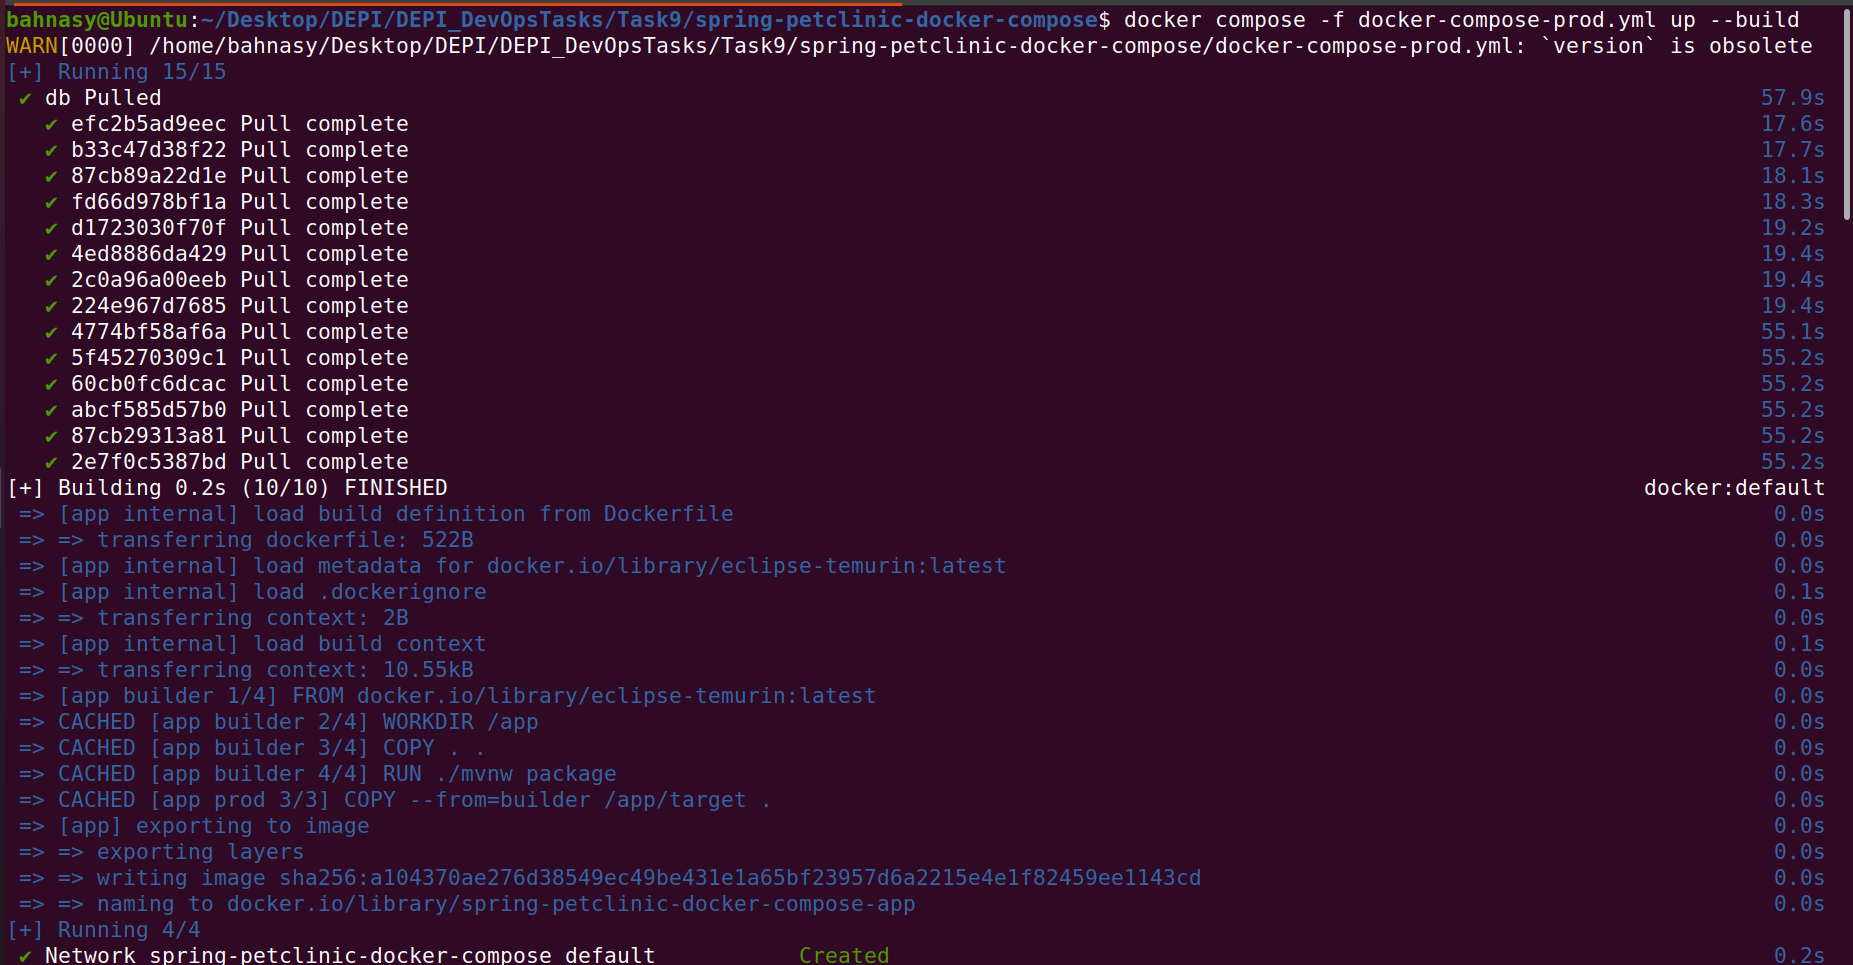 bahnasy@Ubuntu:~/Desktop/DEPI/DEPI_DevOpsTasks/Task9/spring-petclinic-docker-compose$ docker compose -f docker-compose-prod.yml up --build
WARN[0000] /home/bahnasy/Desktop/DEPI/DEPI_DevOpsTasks/Task9/spring-petclinic-docker-compose/docker-compose-prod.yml: `version` is obsolete
[+] Running 15/15
✔ db Pulled 57.9s
✔ efc2b5ad9eec Pull complete 17.6s
✔ b33c47d38f22 Pull complete 17.7s
✔ 87cb89a22d1e Pull complete 18.1s
✔ fd66d978bf1a Pull complete 18.3s
✔ d1723030f70f Pull complete 19.2s
✔ 4ed8886da429 Pull complete 19.4s
✔ 2c0a96a00eeb Pull complete 19.4s
✔ 224e967d7685 Pull complete 19.4s
✔ 4774bf58af6a Pull complete 55.1s
✔ 5f45270309c1 Pull complete 55.2s
✔ 60cb0fc6dcac Pull complete 55.2s
✔ abcf585d57b0 Pull complete 55.2s
✔ 87cb29313a81 Pull complete 55.2s
✔ 2e7f0c5387bd Pull complete 55.2s
[+] Building 0.2s (10/10) FINISHED docker:default
=> [app internal] load build definition from Dockerfile 0.0s
=> => transferring dockerfile: 522B 0.0s
=> [app internal] load metadata for docker.io/library/eclipse-temurin:latest 0.0s
=> [app internal] load .dockerignore 0.1s
=> => transferring context: 2B 0.0s
=> [app internal] load build context 0.1s
=> => transferring context: 10.55kB 0.0s
=> [app builder 1/4] FROM docker.io/library/eclipse-temurin:latest 0.0s
=> CACHED [app builder 2/4] WORKDIR /app 0.0s
=> CACHED [app builder 3/4] COPY . . 0.0s
=> CACHED [app builder 4/4] RUN ./mvnw package 0.0s
=> CACHED [app prod 3/3] COPY --from=builder /app/target . 0.0s
=> [app] exporting to image 0.0s
=> => exporting layers 0.0s
=> => writing image sha256:a104370ae276d38549ec49be431e1a65bf23957d6a2215e4e1f82459ee1143cd 0.0s
=> => naming to docker.io/library/spring-petclinic-docker-compose-app 0.0s
[+] Running 4/4
✔ Network spring-petclinic-docker-compose_default Created 0.2s